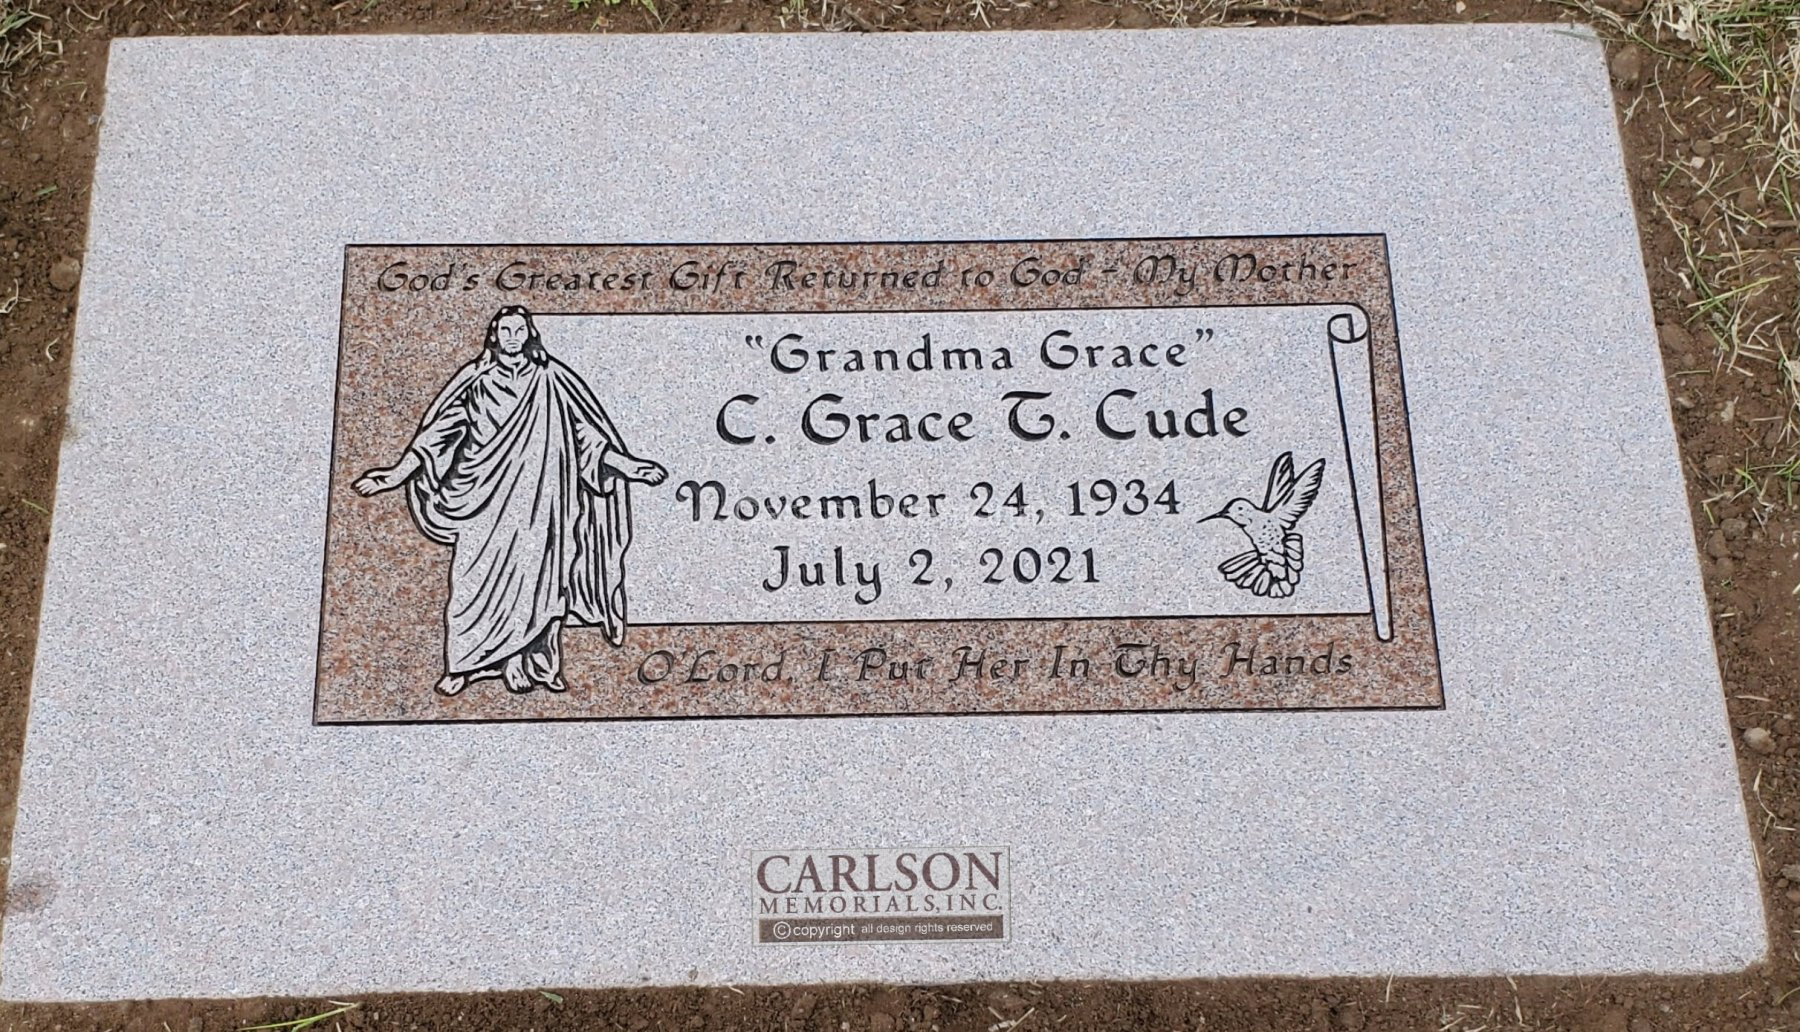 God's Greatest Gift Returned to God - My Mother
"Grandma Grace"
C. Grace T. Cude
November 24, 1934
July 2, 2021
O'Lord, I Put Her In Thy Hands
CARLSON
MEMORIALS, INC.
©copyright all design rights reserved